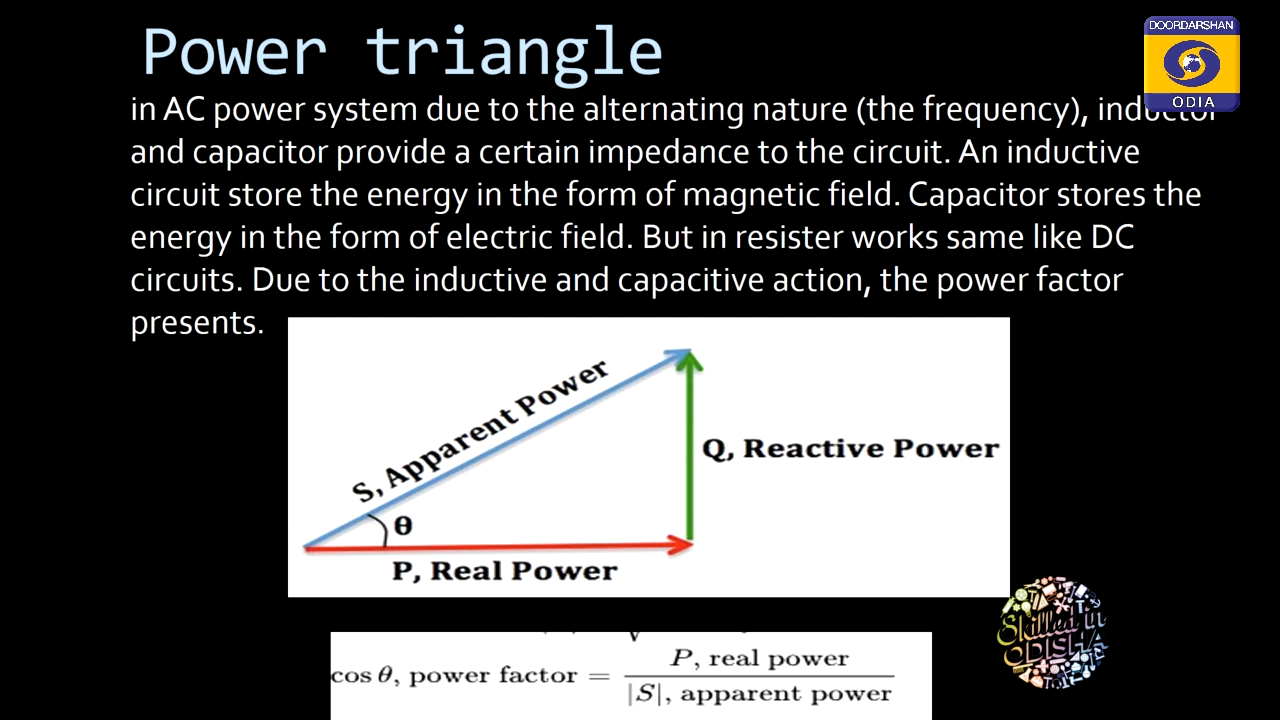 Power triangle
DOORDARSHAN
ODIA
in AC power system due to the alternating nature (the frequency), inductor
and capacitor provide a certain impedance to the circuit. An inductive
circuit store the energy in the form of magnetic field. Capacitor stores the
energy in the form of electric field. But in resister works same like DC
circuits. Due to the inductive and capacitive action, the power factor
presents.
S, Apparent Power
Q, Reactive Power
θ
P, Real Power
cos θ, power factor = P, real power
|S|, apparent power
Skilled in
ODISHA